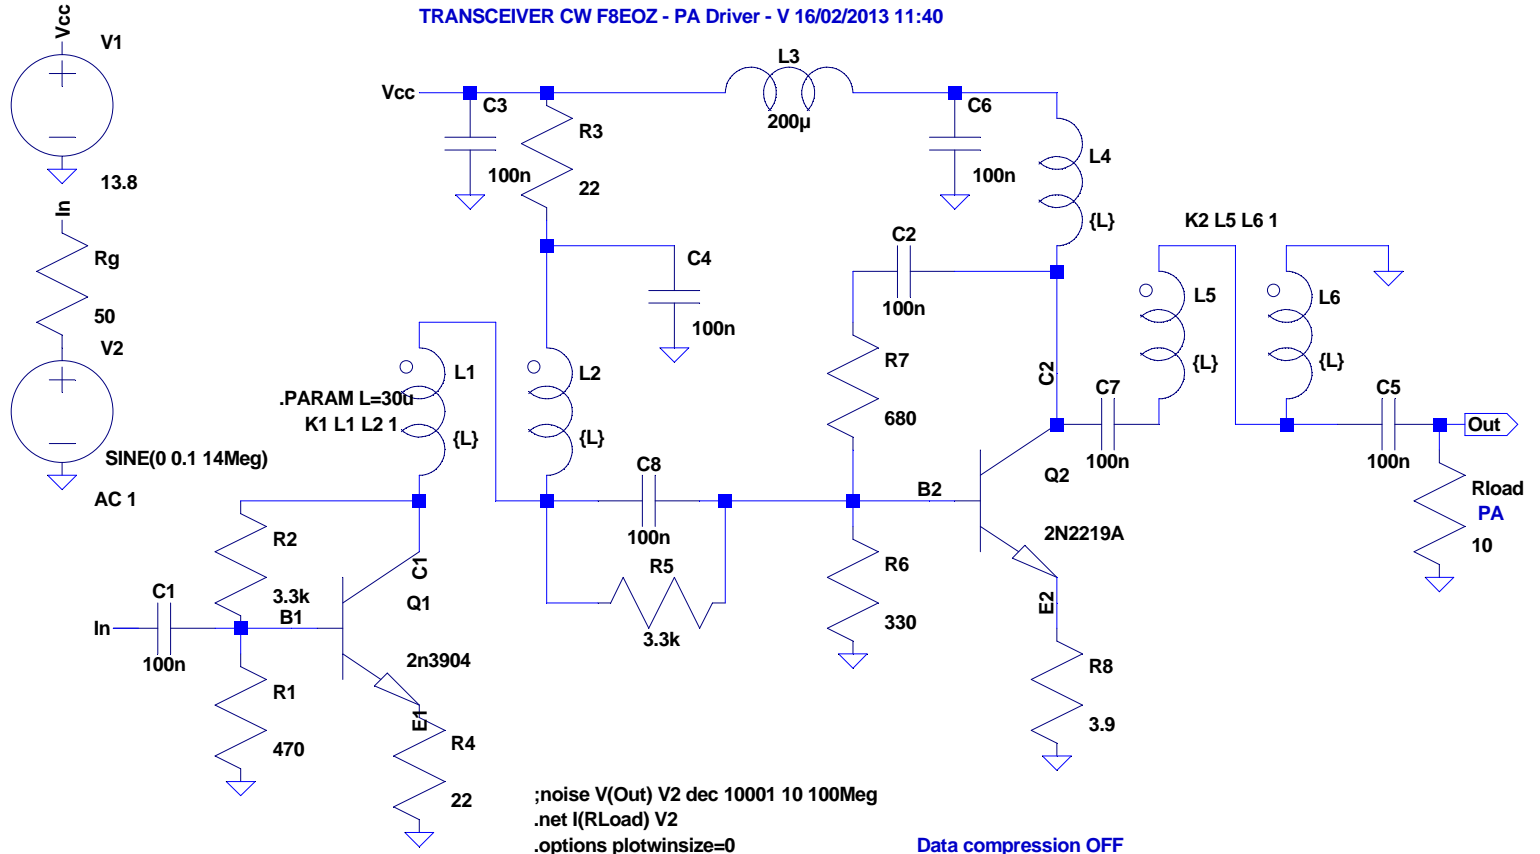 TRANSCEIVER CW F8EOZ - PA Driver - V 16/02/2013 11:40
Vcc
V1
13.8
In
Rg
50
V2
SINE(0 0.1 14Meg)
AC 1
Vcc
C3
100n
R3
22
L3
200µ
C6
100n
L4
{L}
C4
100n
C2
100n
K2 L5 L6 1
L5
{L}
L6
{L}
L1
{L}
L2
{L}
.PARAM L=30u
K1 L1 L2 1
R7
680
C2
C7
100n
C5
100n
Out
Rload
PA
10
C8
100n
R5
3.3k
B2
Q2
2N2219A
R6
330
E2
R8
3.9
R2
3.3k
C1
Q1
2n3904
In
C1
100n
B1
R1
470
E1
R4
22
;noise V(Out) V2 dec 10001 10 100Meg
.net I(RLoad) V2
.options plotwinsize=0
Data compression OFF